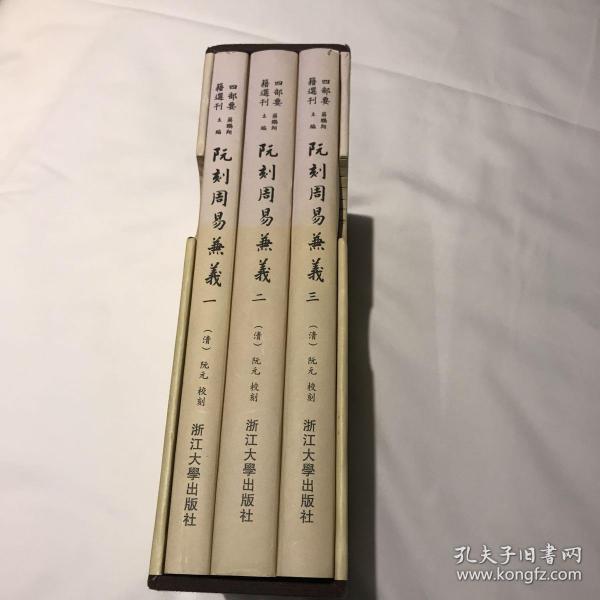 四部要籍選刊
蔣鵬翔 主編
阮刻周易兼義 一
(清) 阮元 校刻
浙江大學出版社
四部要籍選刊
蔣鵬翔 主編
阮刻周易兼義 二
(清) 阮元 校刻
浙江大學出版社
四部要籍選刊
蔣鵬翔 主編
阮刻周易兼義 三
(清) 阮元 校刻
浙江大學出版社
孔夫子旧书网
www.kongfz.com